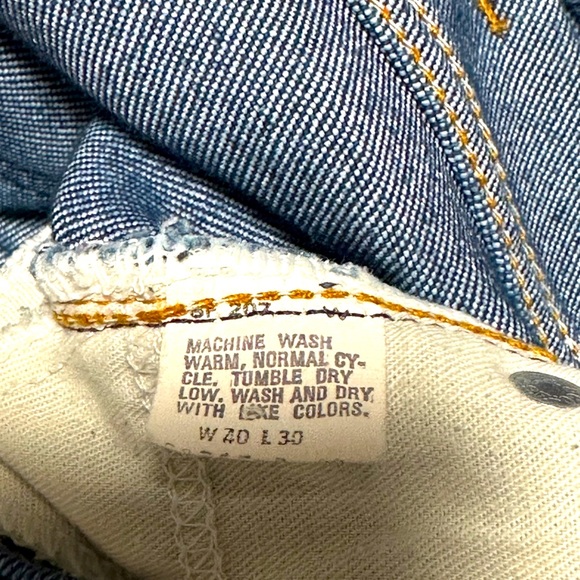 MACHINE WASH
WARM, NORMAL CY-
CLE. TUMBLE DRY
LOW. WASH AND DRY
WITH LIKE COLORS.
W 40 L 30